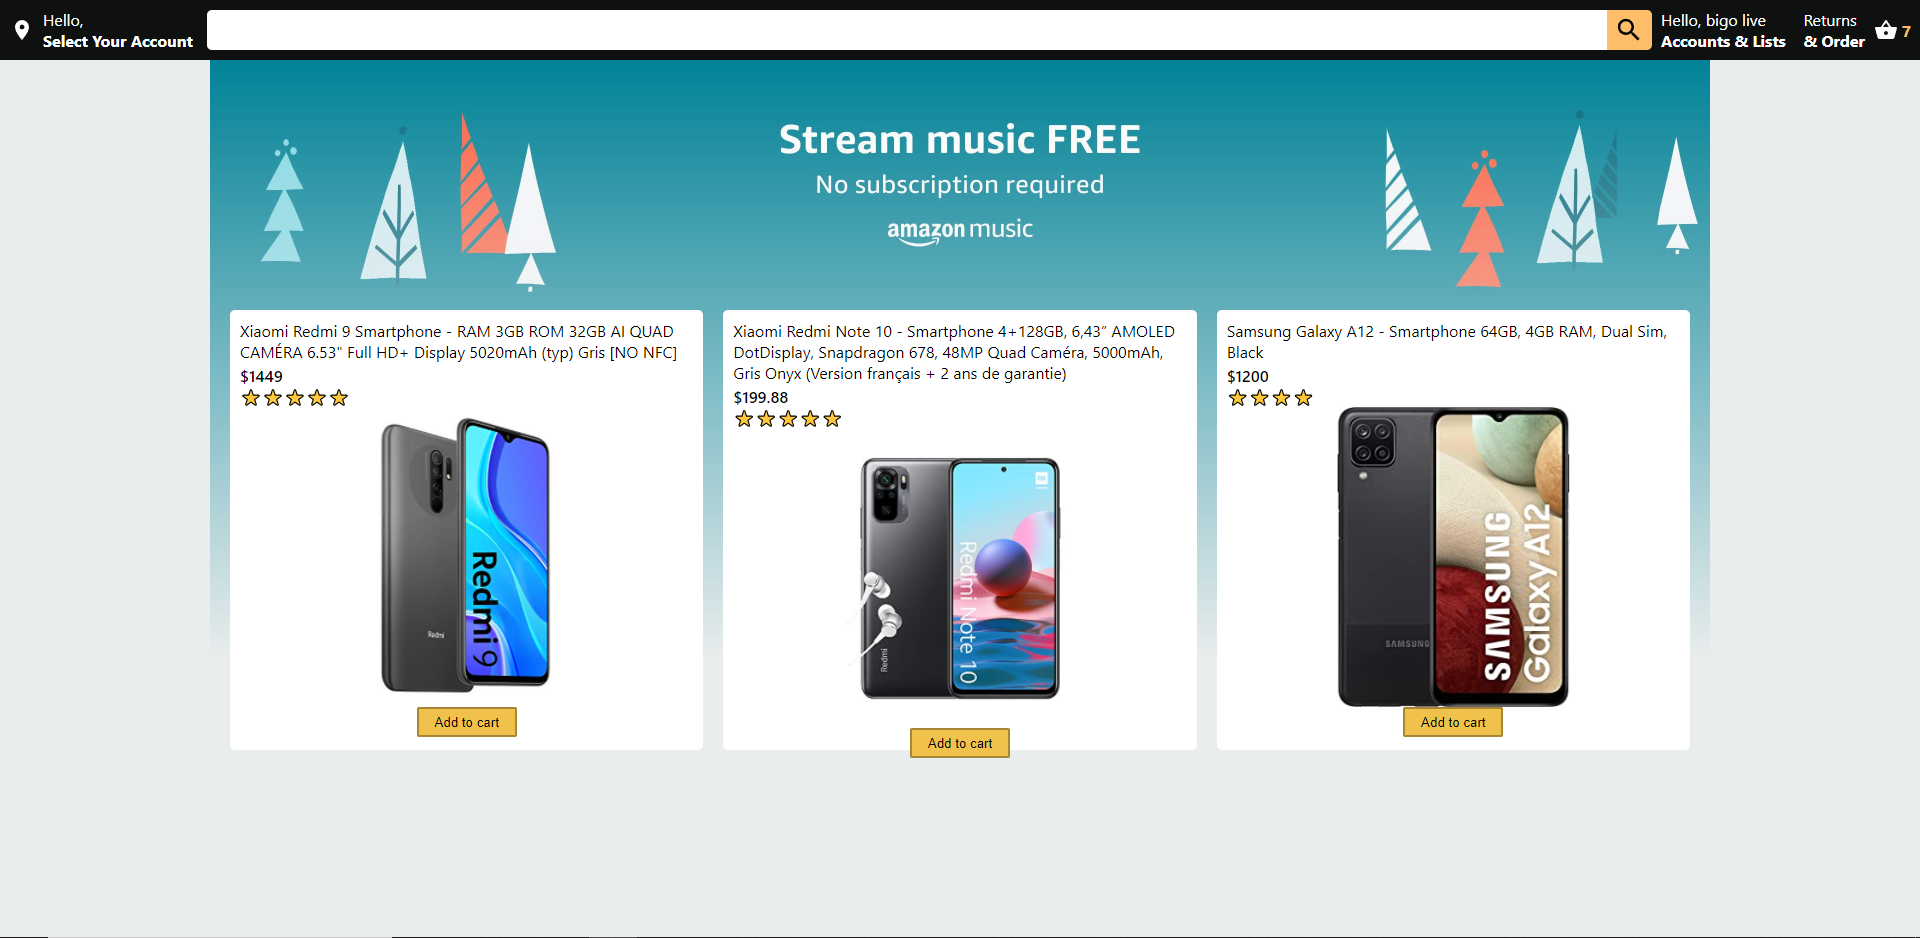 Hello,
Select Your Account
Hello, bigo live
Accounts & Lists
Returns
& Order
7
Stream music FREE
No subscription required
amazon music
Xiaomi Redmi 9 Smartphone - RAM 3GB ROM 32GB AI QUAD
CAMÉRA 6.53" Full HD+ Display 5020mAh (typ) Gris [NO NFC]
$1449
Redmi
Redmi 9
Add to cart
Xiaomi Redmi Note 10 - Smartphone 4+128GB, 6,43” AMOLED
DotDisplay, Snapdragon 678, 48MP Quad Caméra, 5000mAh,
Gris Onyx (Version français + 2 ans de garantie)
$199.88
Redmi
Redmi Note 10
Add to cart
Samsung Galaxy A12 - Smartphone 64GB, 4GB RAM, Dual Sim,
Black
$1200
SAMSUNG
SAMSUNG
Galaxy A12
Add to cart